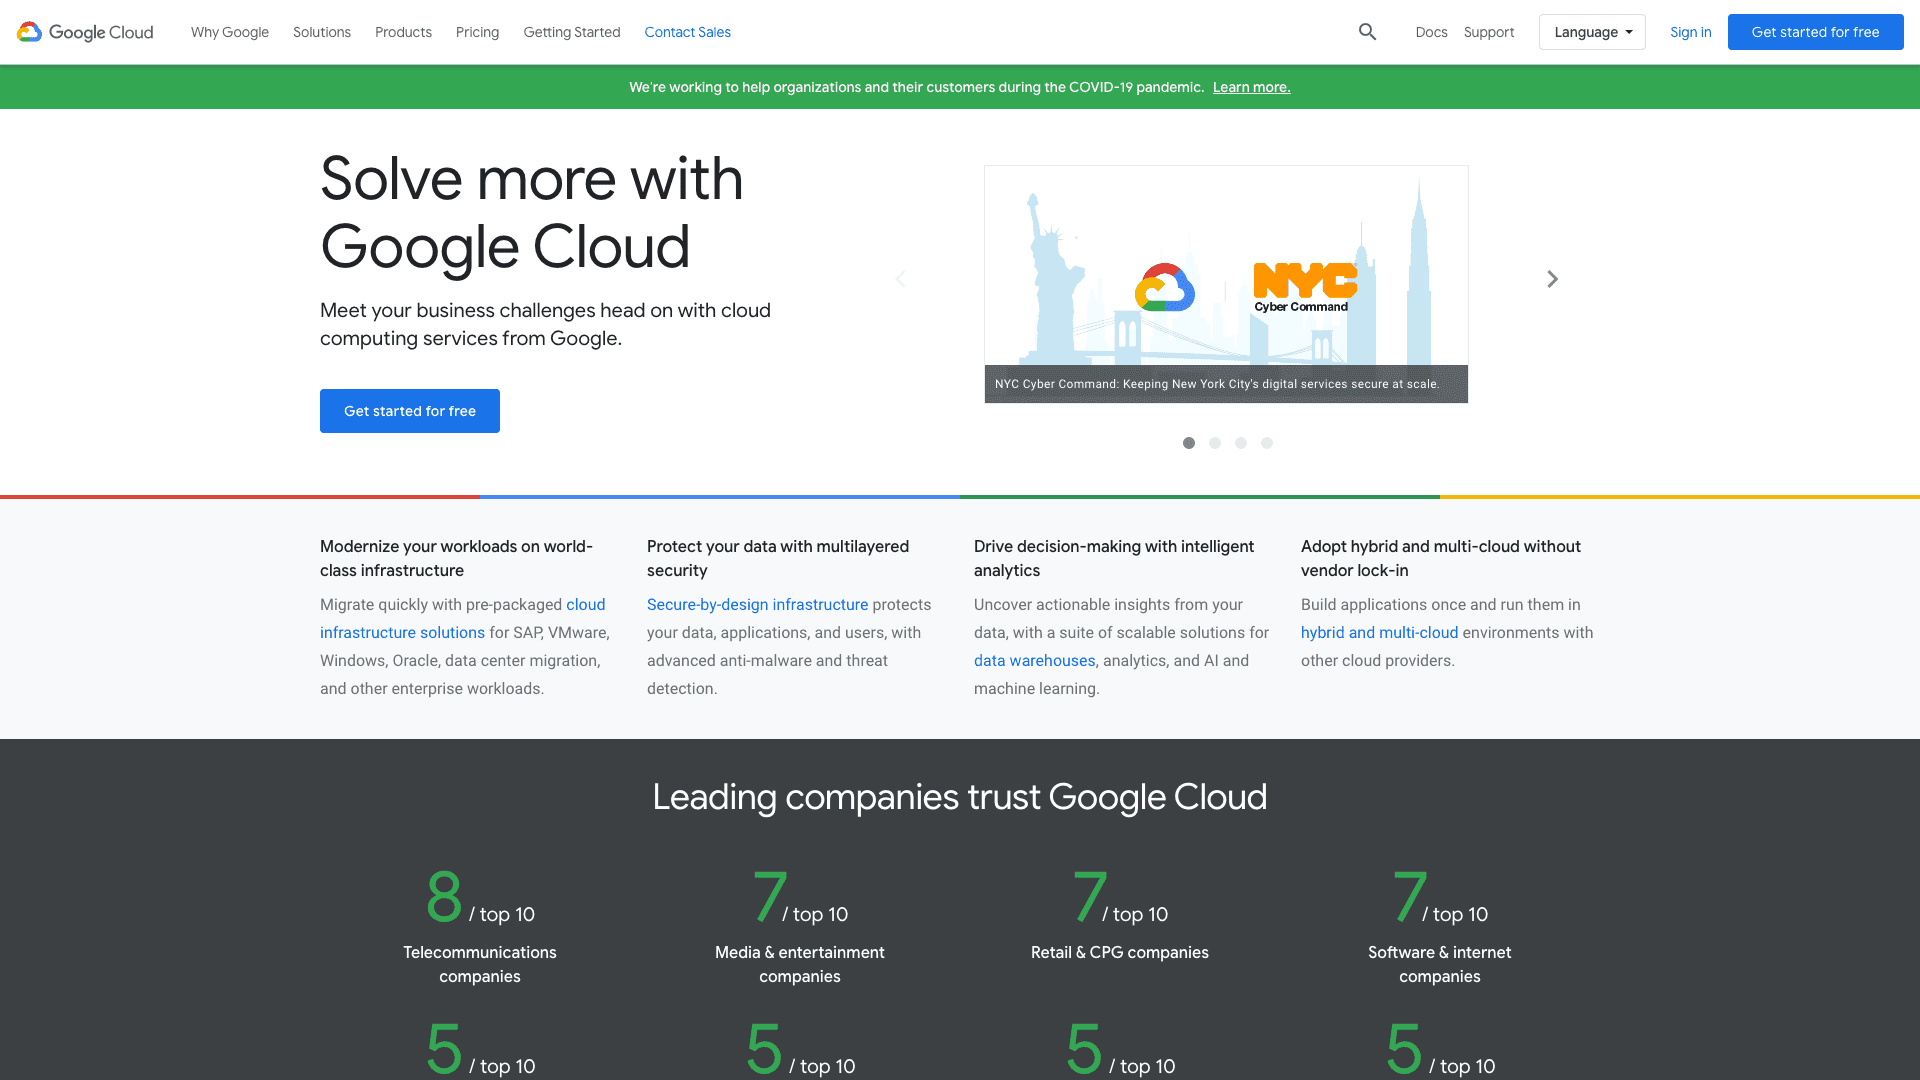 Google Cloud
Why Google
Solutions
Products
Pricing
Getting Started
Contact Sales
Docs
Support
Language
Sign in
Get started for free
We're working to help organizations and their customers during the COVID-19 pandemic. Learn more.
Solve more with
Google Cloud
Meet your business challenges head on with cloud
computing services from Google.
Get started for free
NYC
Cyber Command
NYC Cyber Command: Keeping New York City's digital services secure at scale.
Modernize your workloads on world-
class infrastructure
Migrate quickly with pre-packaged cloud
infrastructure solutions for SAP, VMware,
Windows, Oracle, data center migration,
and other enterprise workloads.
Protect your data with multilayered
security
Secure-by-design infrastructure protects
your data, applications, and users, with
advanced anti-malware and threat
detection.
Drive decision-making with intelligent
analytics
Uncover actionable insights from your
data, with a suite of scalable solutions for
data warehouses, analytics, and AI and
machine learning.
Adopt hybrid and multi-cloud without
vendor lock-in
Build applications once and run them in
hybrid and multi-cloud environments with
other cloud providers.
Leading companies trust Google Cloud
8 / top 10
Telecommunications
companies
7 / top 10
Media & entertainment
companies
7 / top 10
Retail & CPG companies
7 / top 10
Software & internet
companies
5 / top 10
5 / top 10
5 / top 10
5 / top 10